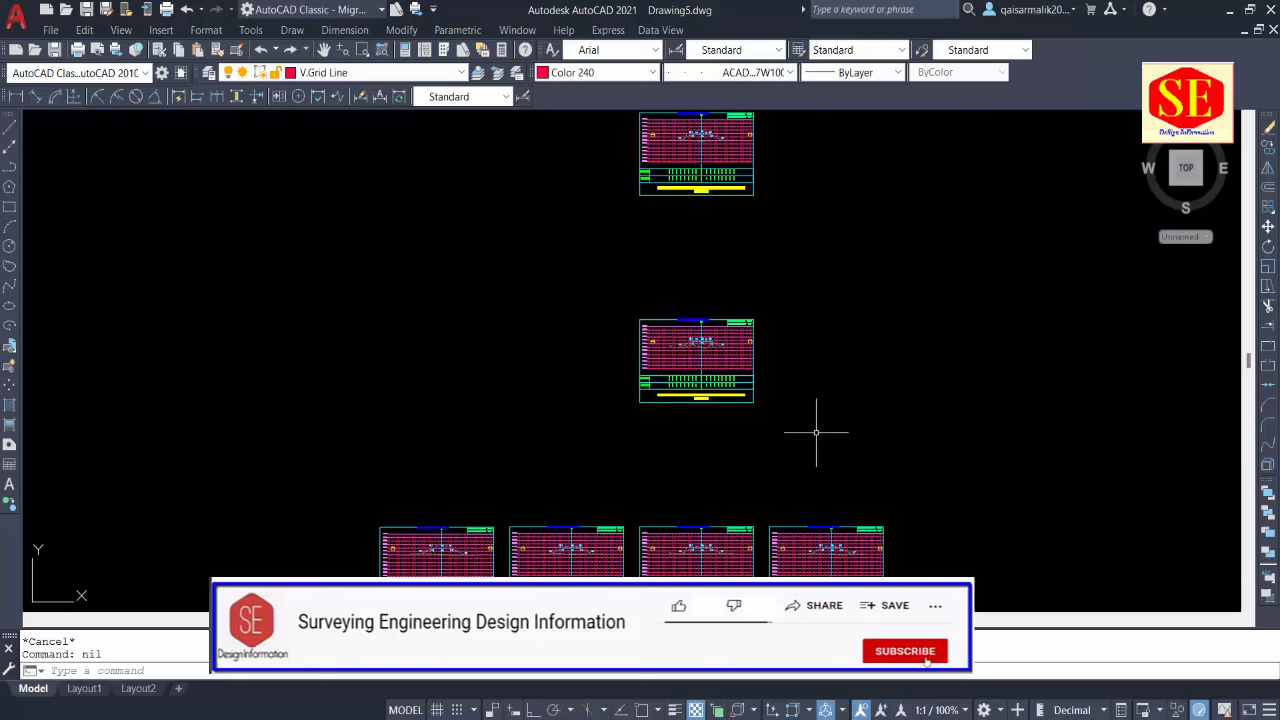 A AutoCAD Classic - Migr... Autodesk AutoCAD 2021 Drawing5.dwg Type a keyword or phrase qaisarmalik20...
File Edit View Insert Format Tools Draw Dimension Modify Parametric Window Help Express Data View
Arial Standard Standard Standard
AutoCAD Clas...utoCAD 2010 V.Grid Line Color 240 ACAD...7W100 ByLayer ByColor
Standard
SE
DeSign InFormation
W TOP E
S
Unnamed
Y
X
SE
DesignInformation
Surveying Engineering Design Information
SHARE SAVE
SUBSCRIBE
*Cancel*
Command: nil
Type a command
Model Layout1 Layout2 +
MODEL 1:1 / 100% Decimal